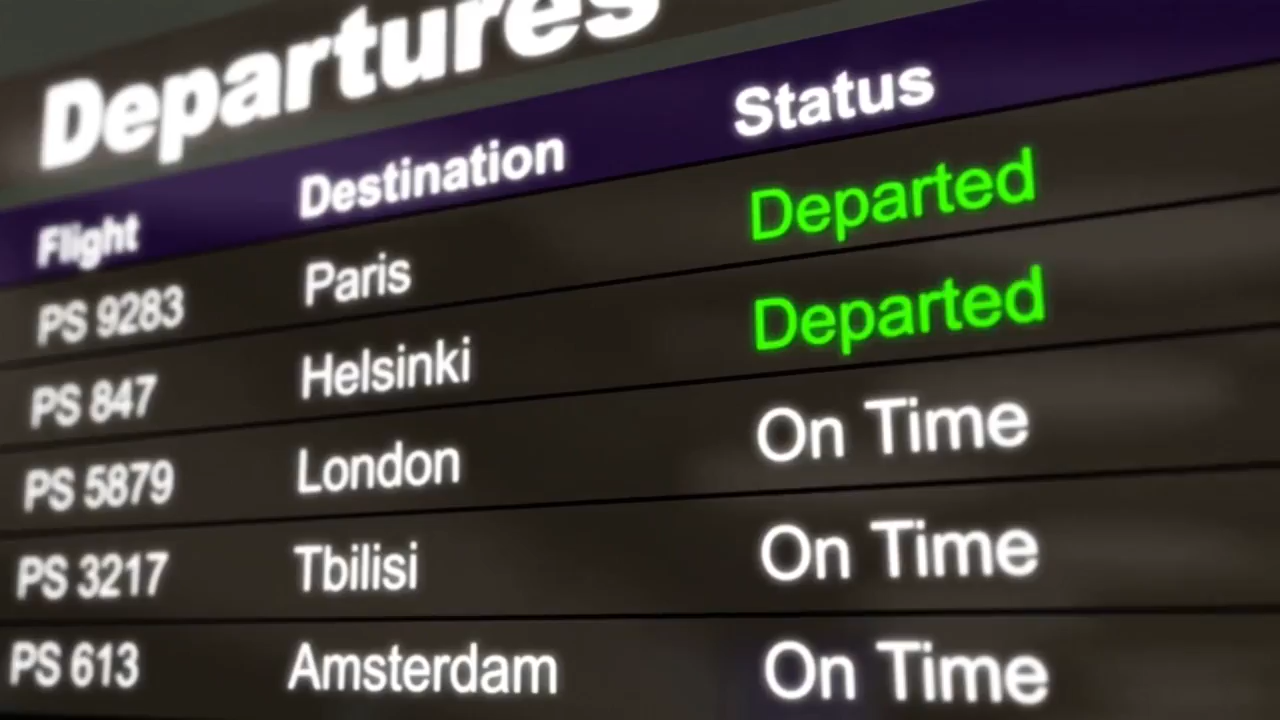 Departures
Flight Destination Status
PS 9283 Paris Departed
PS 847 Helsinki Departed
PS 5879 London On Time
PS 3217 Tbilisi On Time
PS 613 Amsterdam On Time